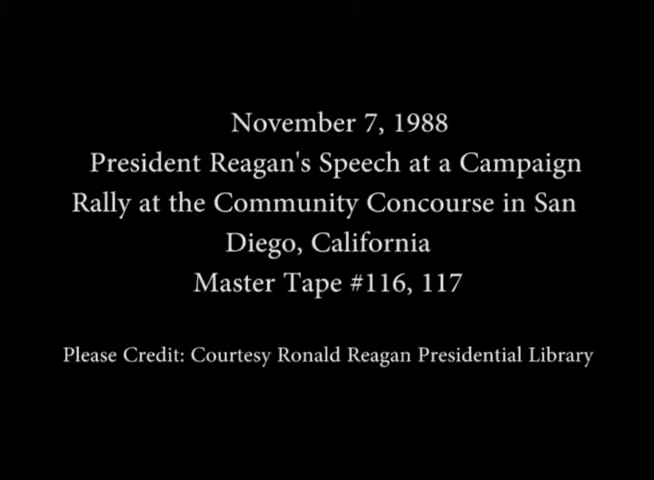 November 7, 1988
President Reagan's Speech at a Campaign
Rally at the Community Concourse in San
Diego, California
Master Tape #116, 117
Please Credit: Courtesy Ronald Reagan Presidential Library